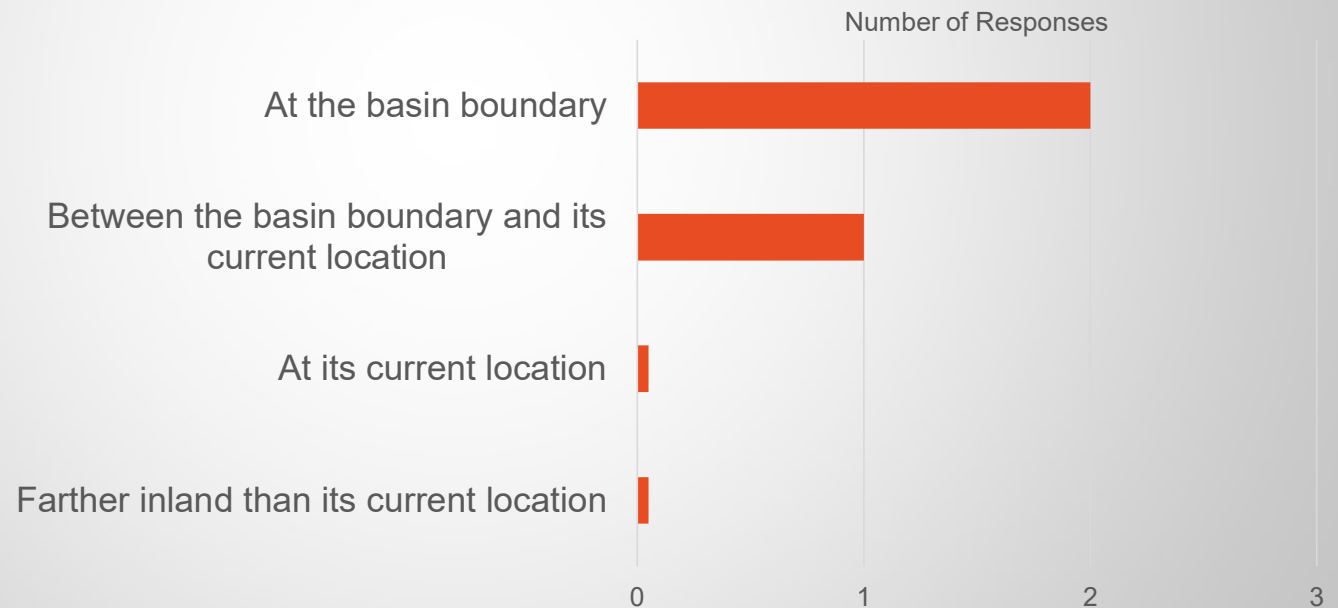 Number of Responses
At the basin boundary
Between the basin boundary and its
current location
At its current location
Farther inland than its current location
0 1 2 3